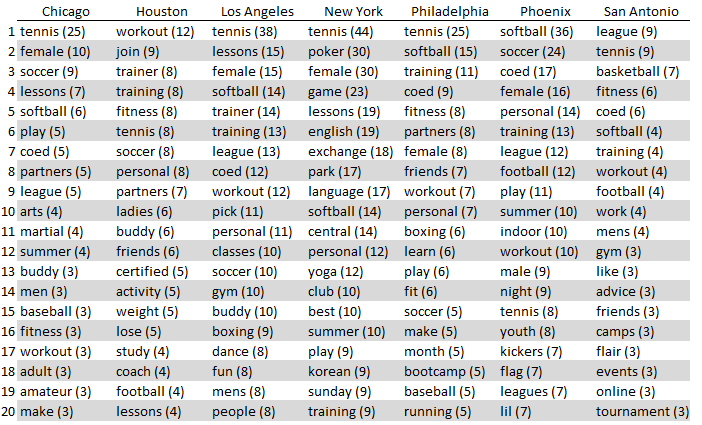 Chicago Houston Los Angeles New York Philadelphia Phoenix San Antonio
1 tennis (25) workout (12) tennis (38) tennis (44) tennis (25) softball (36) league (9)
2 female (10) join (9) lessons (15) poker (30) softball (15) soccer (24) tennis (9)
3 soccer (9) trainer (8) female (15) female (30) training (11) coed (17) basketball (7)
4 lessons (7) training (8) softball (14) game (23) coed (9) female (16) fitness (6)
5 softball (6) fitness (8) trainer (14) lessons (19) fitness (8) personal (14) coed (6)
6 play (5) tennis (8) training (13) english (19) partners (8) training (13) softball (4)
7 coed (5) soccer (8) league (13) exchange (18) female (8) league (12) training (4)
8 partners (5) personal (8) coed (12) park (17) friends (7) football (12) workout (4)
9 league (5) partners (7) workout (12) language (17) workout (7) play (11) football (4)
10 arts (4) ladies (6) pick (11) softball (14) personal (7) summer (10) work (4)
11 martial (4) buddy (6) personal (11) central (14) boxing (6) indoor (10) mens (4)
12 summer (4) friends (6) classes (10) personal (12) learn (6) workout (10) gym (3)
13 buddy (3) certified (5) soccer (10) yoga (12) play (6) male (9) like (3)
14 men (3) activity (5) gym (10) club (10) fit (6) night (9) advice (3)
15 baseball (3) weight (5) buddy (10) best (10) soccer (5) tennis (8) friends (3)
16 fitness (3) lose (5) boxing (9) summer (10) make (5) youth (8) camps (3)
17 workout (3) study (4) dance (8) play (9) month (5) kickers (7) flair (3)
18 adult (3) coach (4) fun (8) korean (9) bootcamp (5) flag (7) events (3)
19 amateur (3) football (4) mens (8) sunday (9) baseball (5) leagues (7) online (3)
20 make (3) lessons (4) people (8) training (9) running (5) lil (7) tournament (3)